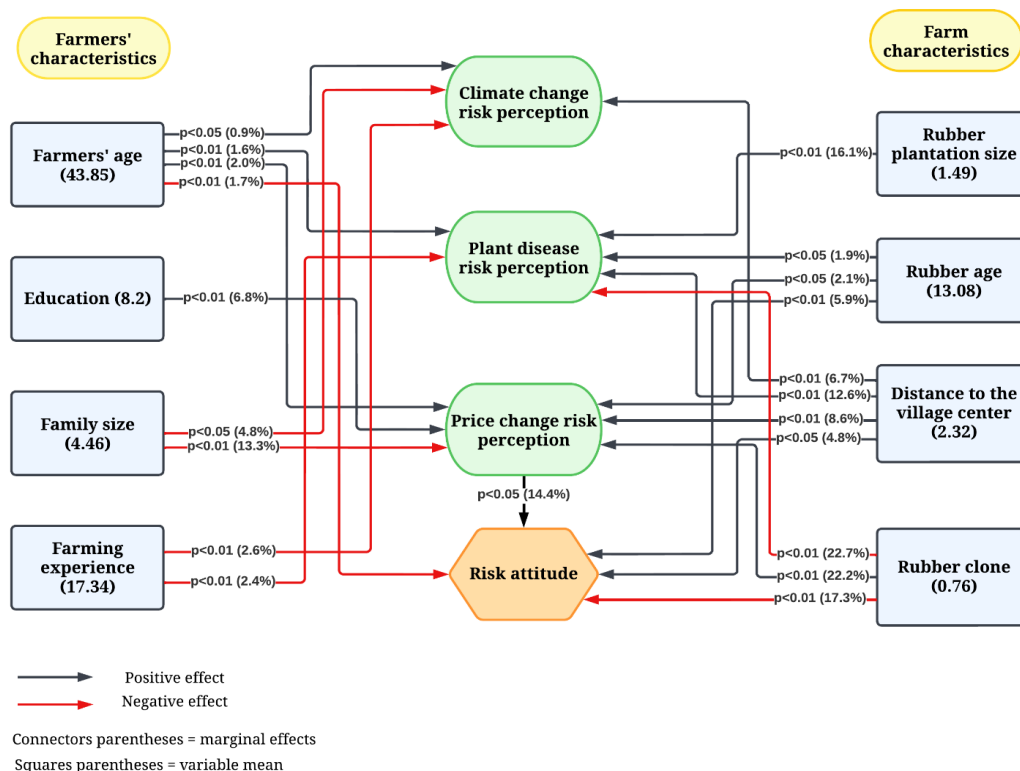 Farmers'
characteristics
Farm
characteristics
Climate change
risk perception
Farmers' age
(43.85)
p<0.05 (0.9%)
p<0.01 (1.6%)
p<0.01 (2.0%)
p<0.01 (1.7%)
p<0.01 (16.1%)
Rubber
plantation size
(1.49)
Plant disease
risk perception
Education (8.2)
p<0.01 (6.8%)
p<0.05 (1.9%)
p<0.05 (2.1%)
p<0.01 (5.9%)
Rubber age
(13.08)
Family size
(4.46)
p<0.05 (4.8%)
p<0.01 (13.3%)
Price change risk
perception
p<0.01 (6.7%)
p<0.01 (12.6%)
p<0.01 (8.6%)
p<0.05 (4.8%)
Distance to the
village center
(2.32)
p<0.05 (14.4%)
Farming
experience
(17.34)
p<0.01 (2.6%)
p<0.01 (2.4%)
Risk attitude
p<0.01 (22.7%)
p<0.01 (22.2%)
p<0.01 (17.3%)
Rubber clone
(0.76)
Positive effect
Negative effect
Connectors parentheses = marginal effects
Squares parentheses = variable mean